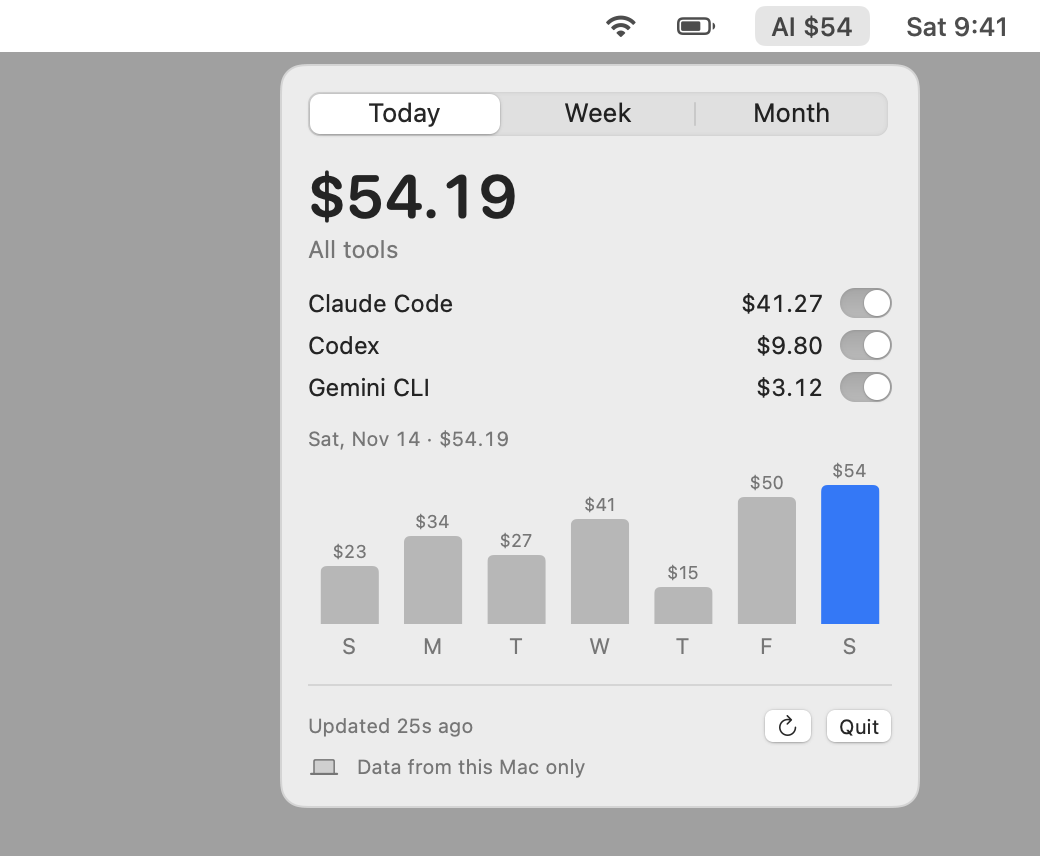 AI $54 Sat 9:41
Today Week Month
$54.19
All tools
Claude Code $41.27
Codex $9.80
Gemini CLI $3.12
Sat, Nov 14 · $54.19
$23 $34 $27 $41 $15 $50 $54
S M T W T F S
Updated 25s ago Quit
Data from this Mac only